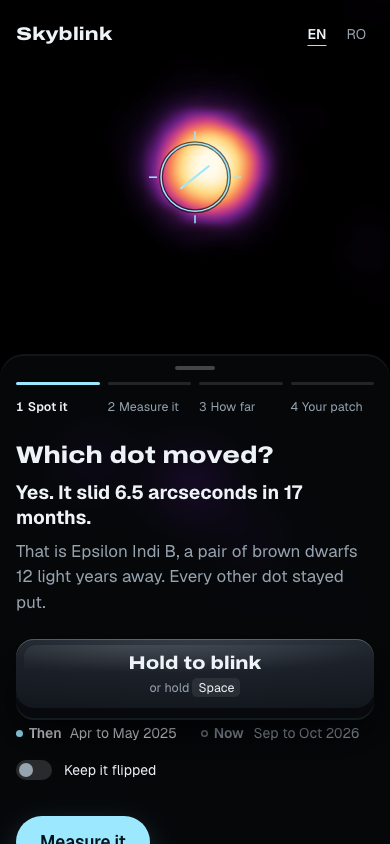 Skyblink
EN RO
1 Spot it 2 Measure it 3 How far 4 Your patch
Which dot moved?
Yes. It slid 6.5 arcseconds in 17
months.
That is Epsilon Indi B, a pair of brown dwarfs
12 light years away. Every other dot stayed
put.
Hold to blink
or hold Space
Then Apr to May 2025 Now Sep to Oct 2026
Keep it flipped
Measure it